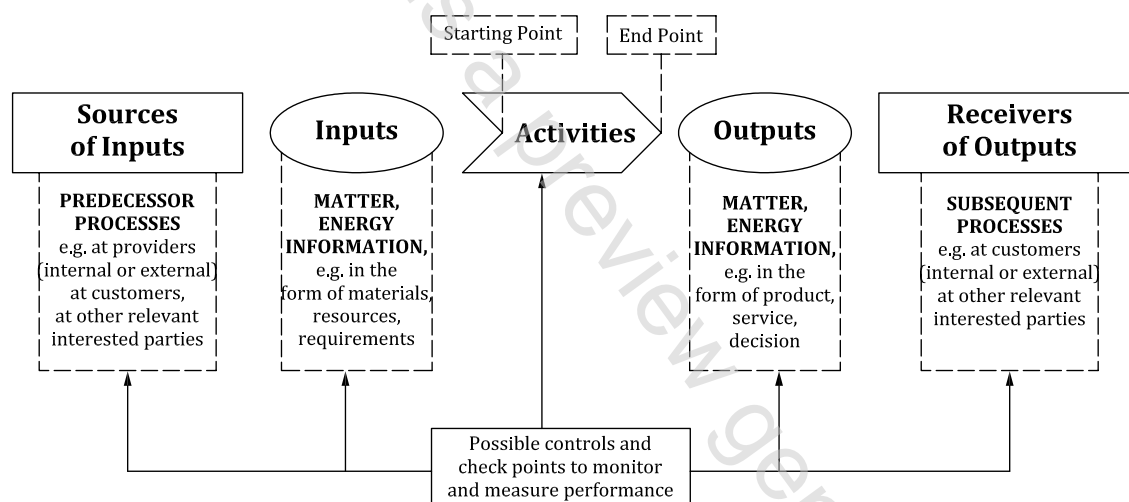 Starting Point
End Point
Sources
of Inputs
Inputs
Activities
Outputs
Receivers
of Outputs
PREDECESSOR
PROCESSES
e.g. at providers
(internal or external)
at customers,
at other relevant
interested parties
MATTER,
ENERGY
INFORMATION,
e.g. in the
form of materials,
resources,
requirements
MATTER,
ENERGY
INFORMATION,
e.g. in the
form of product,
service,
decision
SUBSEQUENT
PROCESSES
e.g. at customers
(internal or external)
at other relevant
interested parties
Possible controls and
check points to monitor
and measure performance
a preview